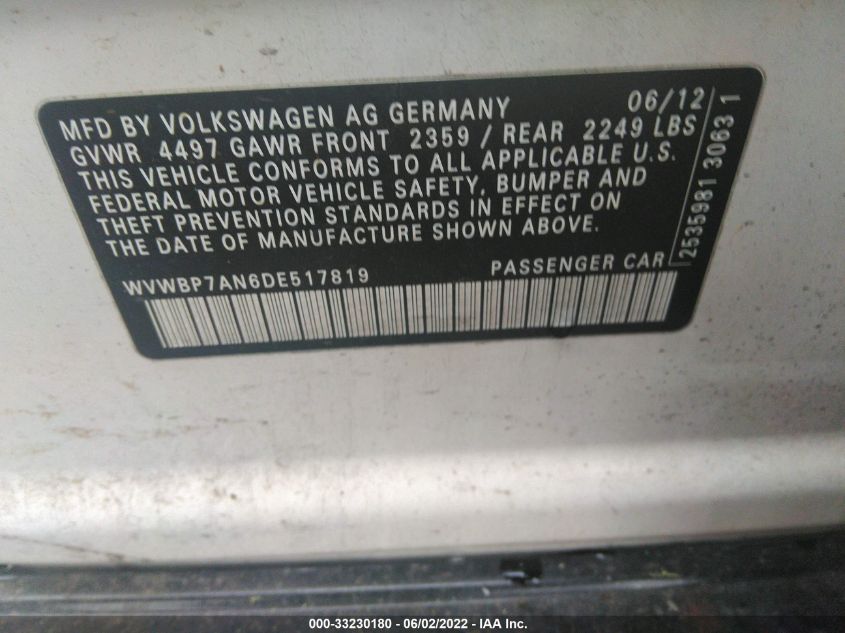 MFD BY VOLKSWAGEN AG GERMANY 06/12
GVWR 4497 GAWR FRONT 2359 / REAR 2249 LBS
THIS VEHICLE CONFORMS TO ALL APPLICABLE U.S.
FEDERAL MOTOR VEHICLE SAFETY, BUMPER AND
THEFT PREVENTION STANDARDS IN EFFECT ON
THE DATE OF MANUFACTURE SHOWN ABOVE.
WVWBP7AN6DE517819 PASSENGER CAR
2535981 3063 1
000-33230180 - 06/02/2022 - IAA Inc.